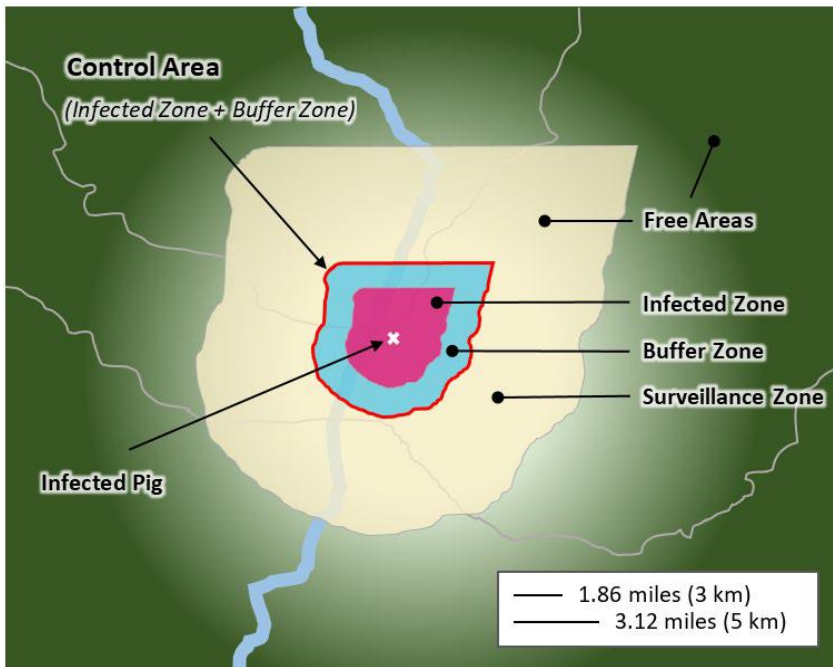 Control Area
(Infected Zone + Buffer Zone)
Free Areas
Infected Zone
Buffer Zone
Surveillance Zone
Infected Pig
1.86 miles (3 km)
3.12 miles (5 km)